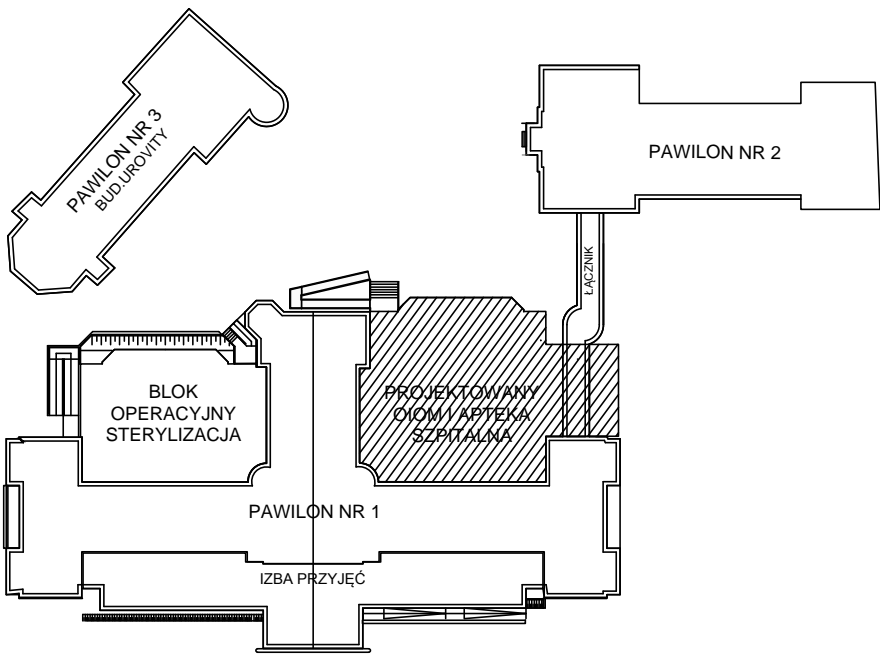 PAWILON NR 3
BUD.UROVITY
PAWILON NR 2
ŁĄCZNIK
BLOK
OPERACYJNY
STERYLIZACJA
PROJEKTOWANY
OIOM I APTEKA
SZPITALNA
PAWILON NR 1
IZBA PRZYJĘĆ